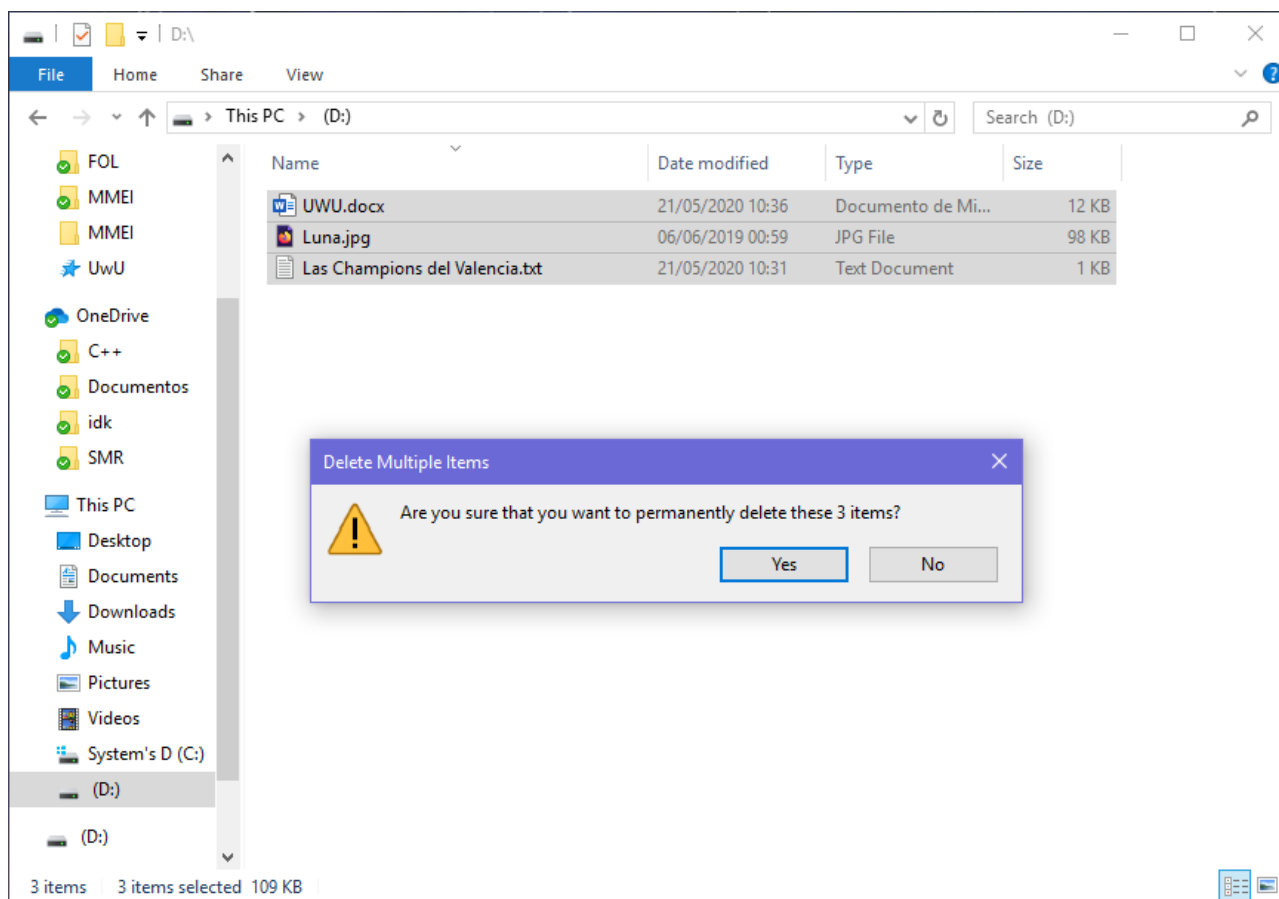 D:\
File Home Share View
This PC > (D:)
Search (D:)
Name Date modified Type Size
UWU.docx 21/05/2020 10:36 Documento de Mi... 12 KB
Luna.jpg 06/06/2019 00:59 JPG File 98 KB
Las Champions del Valencia.txt 21/05/2020 10:31 Text Document 1 KB
FOL
MMEI
MMEI
UwU
OneDrive
C++
Documentos
idk
SMR
This PC
Desktop
Documents
Downloads
Music
Pictures
Videos
System's D (C:)
(D:)
(D:)
Delete Multiple Items
Are you sure that you want to permanently delete these 3 items?
Yes No
3 items 3 items selected 109 KB